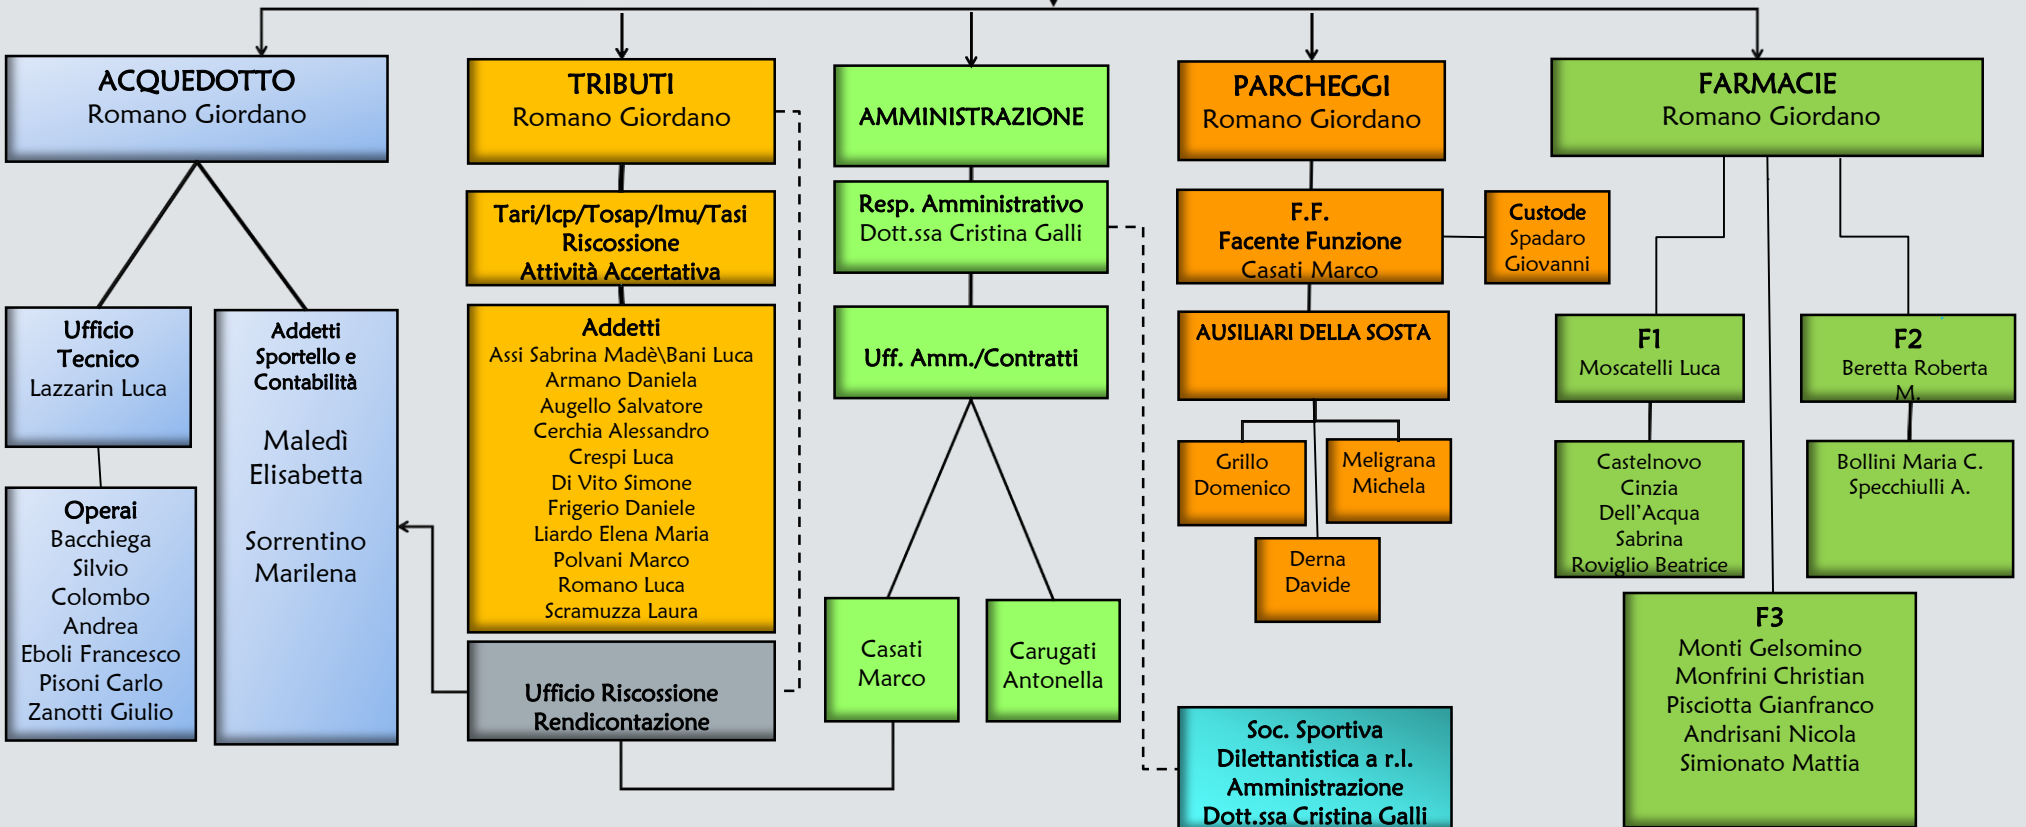 ACQUEDOTTO
Romano Giordano
Ufficio
Tecnico
Lazzarin Luca
Operai
Bacchiega
Silvio
Colombo
Andrea
Eboli Francesco
Pisoni Carlo
Zanotti Giulio
Addetti
Sportello e
Contabilità
Maledì
Elisabetta
Sorrentino
Marilena
TRIBUTI
Romano Giordano
Tari/Icp/Tosap/Imu/Tasi
Riscossione
Attività Accertativa
Addetti
Assi Sabrina Madè\Bani Luca
Armano Daniela
Augello Salvatore
Cerchia Alessandro
Crespi Luca
Di Vito Simone
Frigerio Daniele
Liardo Elena Maria
Polvani Marco
Romano Luca
Scramuzza Laura
Ufficio Riscossione
Rendicontazione
AMMINISTRAZIONE
Resp. Amministrativo
Dott.ssa Cristina Galli
Uff. Amm./Contratti
Casati
Marco
Carugati
Antonella
PARCHEGGI
Romano Giordano
F.F.
Facente Funzione
Casati Marco
Custode
Spadaro
Giovanni
AUSILIARI DELLA SOSTA
Grillo
Domenico
Meligrana
Michela
Derna
Davide
Soc. Sportiva
Dilettantistica a r.l.
Amministrazione
Dott.ssa Cristina Galli
FARMACIE
Romano Giordano
F1
Moscatelli Luca
Castelnovo
Cinzia
Dell'Acqua
Sabrina
Roviglio Beatrice
F2
Beretta Roberta
M.
Bollini Maria C.
Specchiulli A.
F3
Monti Gelsomino
Monfrini Christian
Pisciotta Gianfranco
Andrisani Nicola
Simionato Mattia